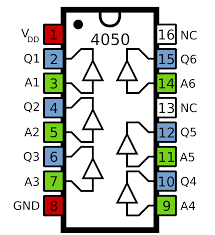 4050
V_DD 1 16 NC
Q1 2 15 Q6
A1 3 14 A6
Q2 4 13 NC
A2 5 12 Q5
Q3 6 11 A5
A3 7 10 Q4
GND 8 9 A4